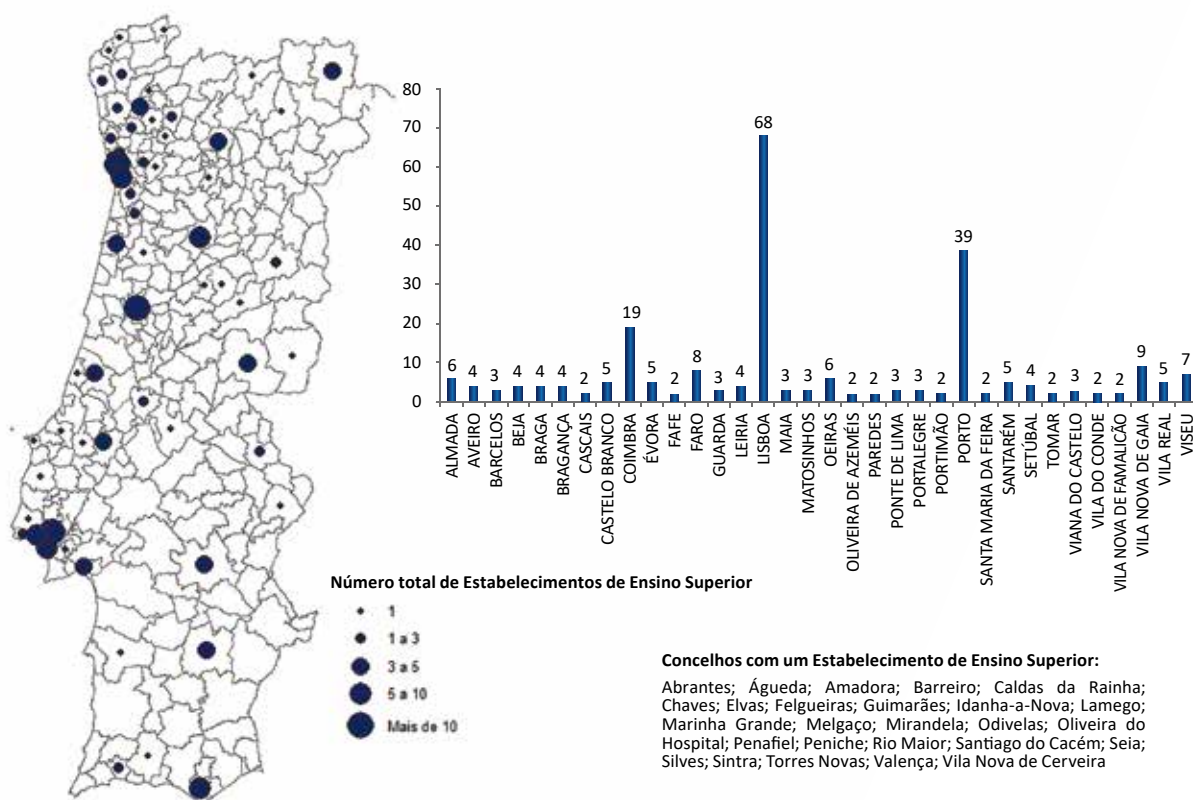 80
70
60
50
40
30
20
10
0
6
4
3
4
4
4
2
5
19
5
2
8
3
4
68
3
3
6
2
2
3
3
2
39
2
5
4
2
3
2
2
9
5
7
ALMADA
AVEIRO
BARCELOS
BEJA
BRAGA
BRAGANÇA
CASCAIS
CASTELO BRANCO
COIMBRA
ÉVORA
FAFE
FARO
GUARDA
LEIRIA
LISBOA
MAIA
MATOSINHOS
OEIRAS
OLIVEIRA DE AZEMÉIS
PAREDES
PONTE DE LIMA
PORTALEGRE
PORTIMÃO
PORTO
SANTA MARIA DA FEIRA
SANTARÉM
SETÚBAL
TOMAR
VIANA DO CASTELO
VILA DO CONDE
VILA NOVA DE FAMALICÃO
VILA NOVA DE GAIA
VILA REAL
VISEU
Número total de Estabelecimentos de Ensino Superior
1
1 a 3
3 a 5
5 a 10
Mais de 10
Concelhos com um Estabelecimento de Ensino Superior:
Abrantes; Águeda; Amadora; Barreiro; Caldas da Rainha;
Chaves; Elvas; Felgueiras; Guimarães; Idanha-a-Nova; Lamego;
Marinha Grande; Melgaço; Mirandela; Odivelas; Oliveira do
Hospital; Penafiel; Peniche; Rio Maior; Santiago do Cacém; Seia;
Silves; Sintra; Torres Novas; Valença; Vila Nova de Cerveira